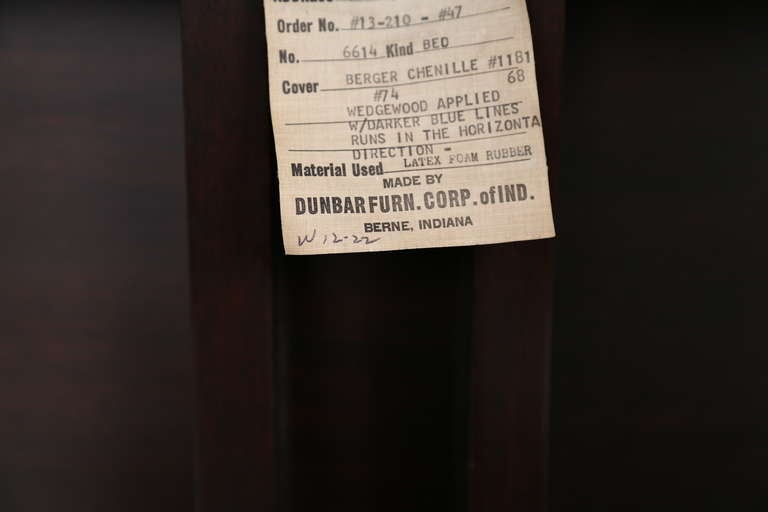 Order No. #13-210 - #47
No. 6614 Kind BED
Cover BERGER CHENILLE #1181
#74 68
WEDGEWOOD APPLIED
W/DARKER BLUE LINES
RUNS IN THE HORIZONTA
DIRECTION -
Material Used LATEX FOAM RUBBER
MADE BY
DUNBAR FURN. CORP. of IND.
BERNE, INDIANA
W 12-22